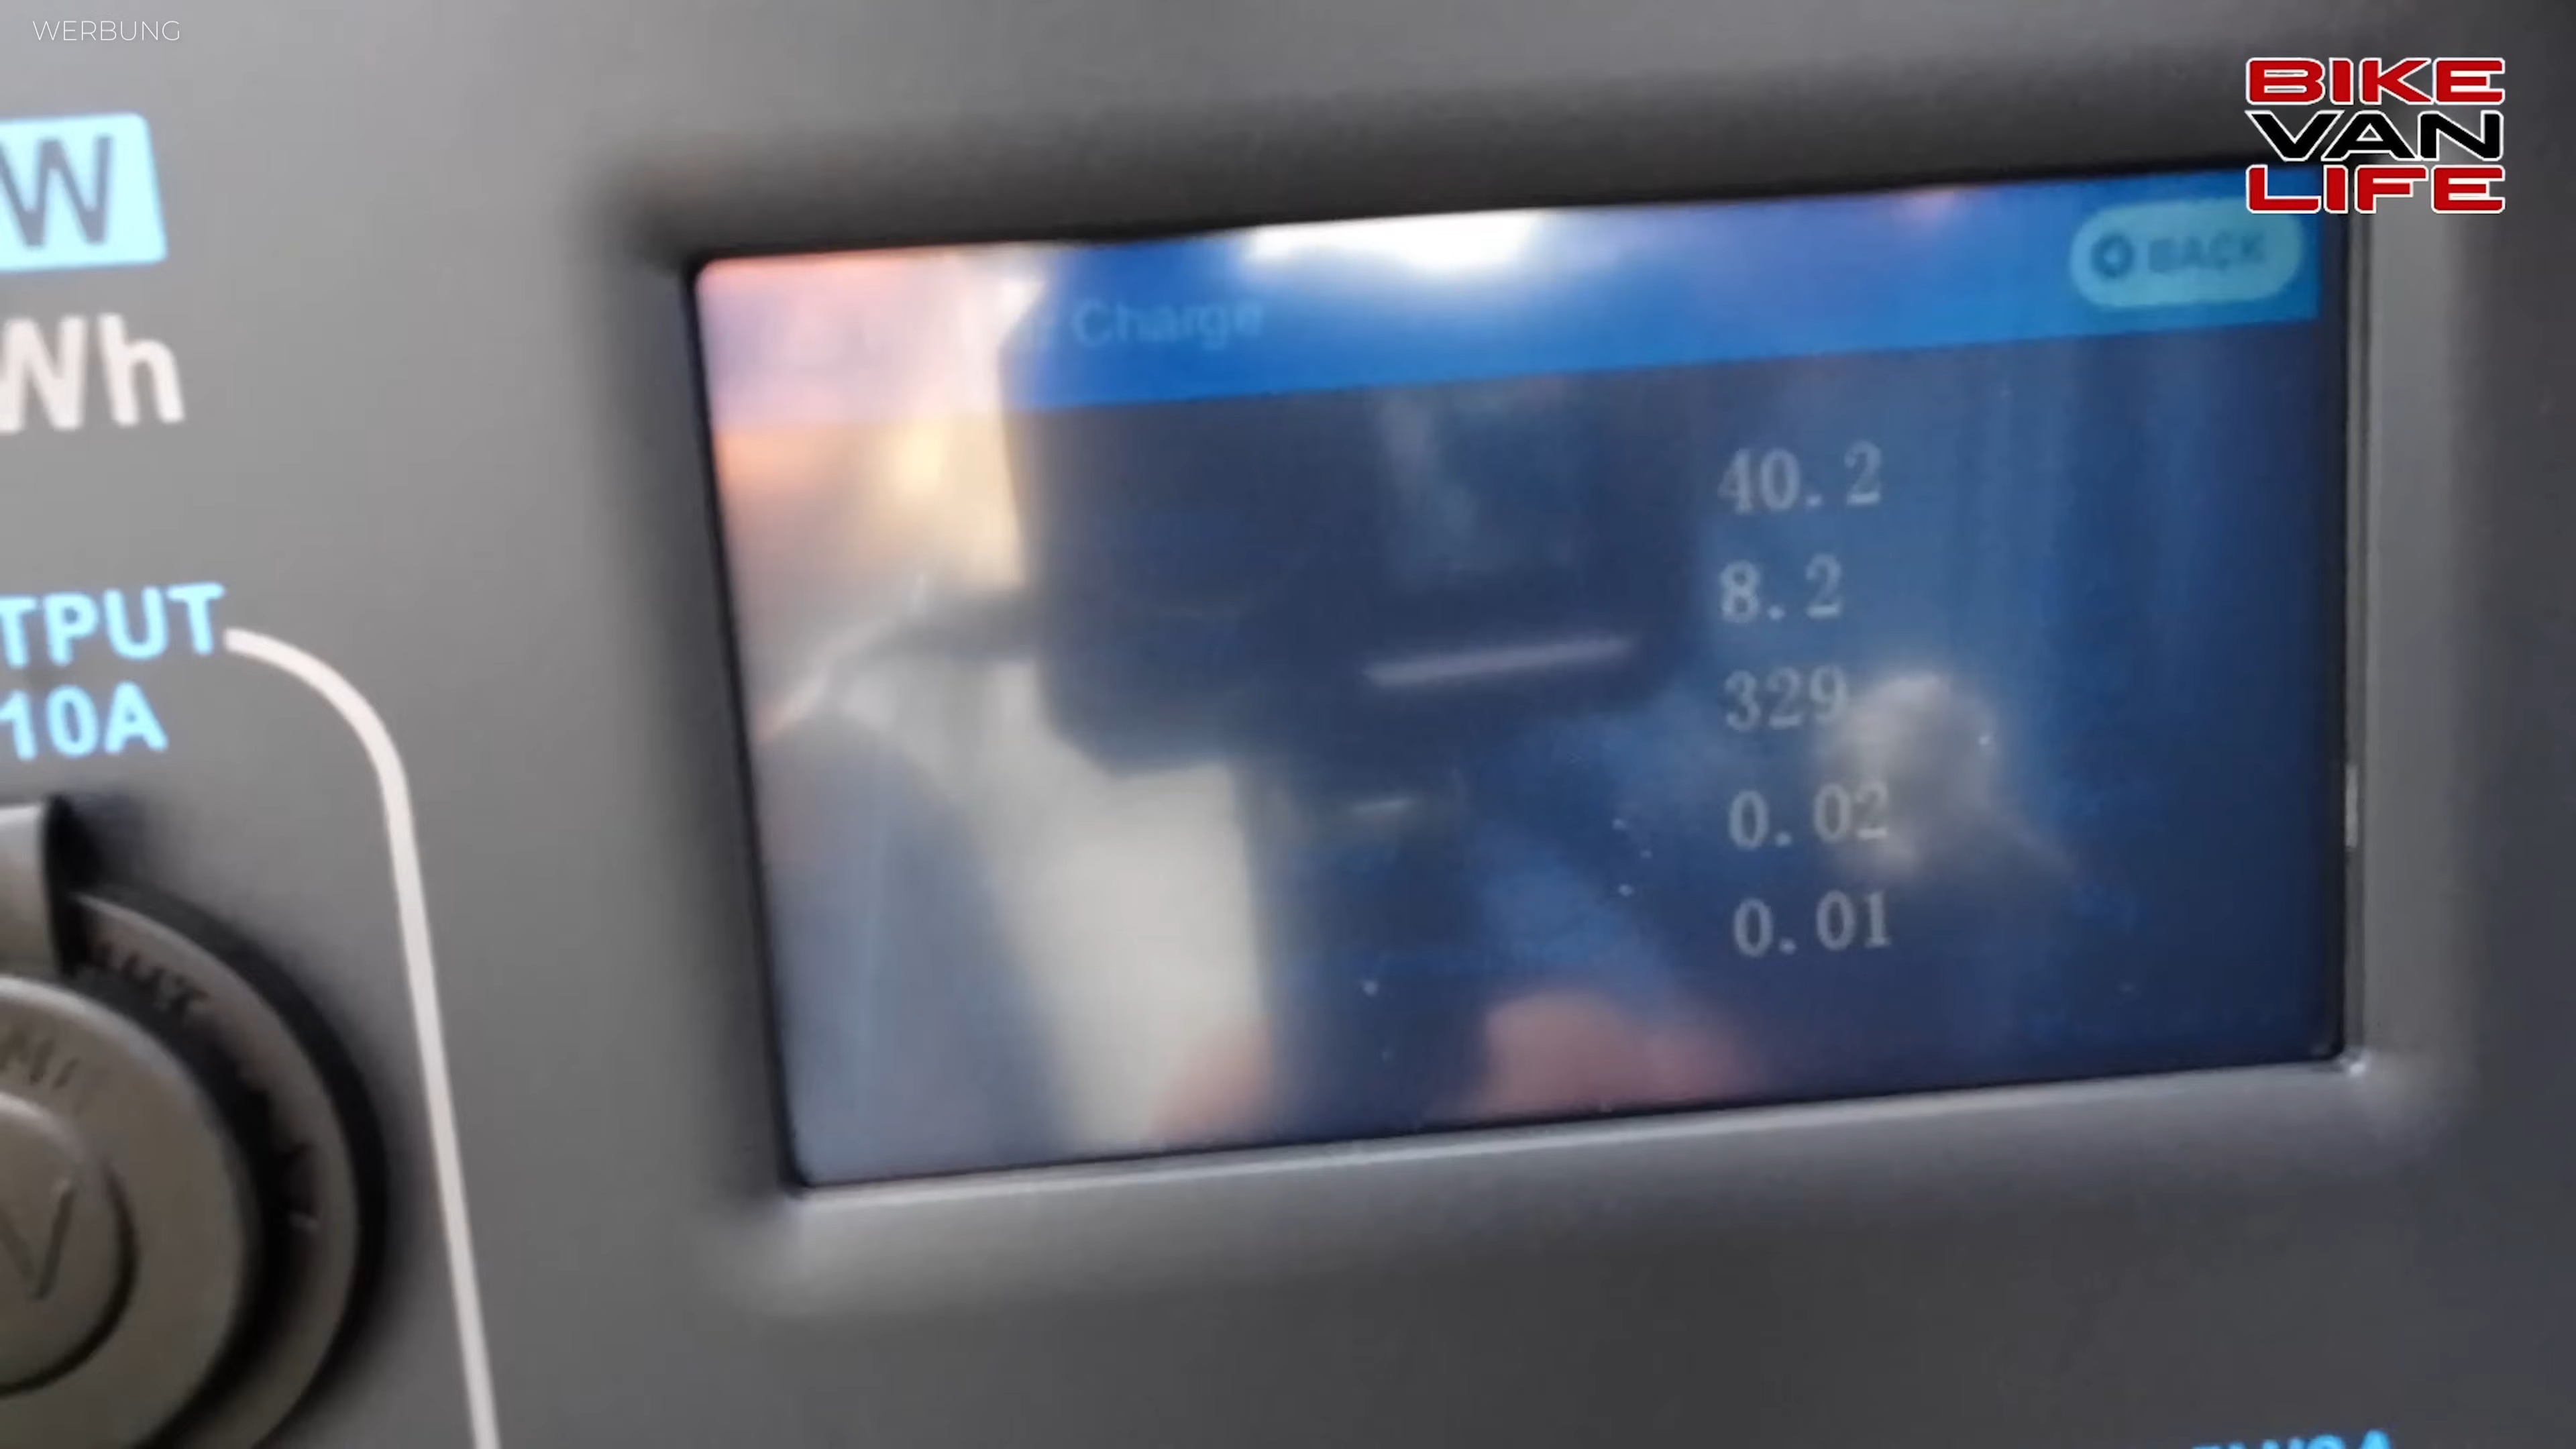 WERBUNG
BIKE
VAN
LIFE
W
Wh
TPUT
10A
Charge
BACK
40.2
8.2
329
0.02
0.01